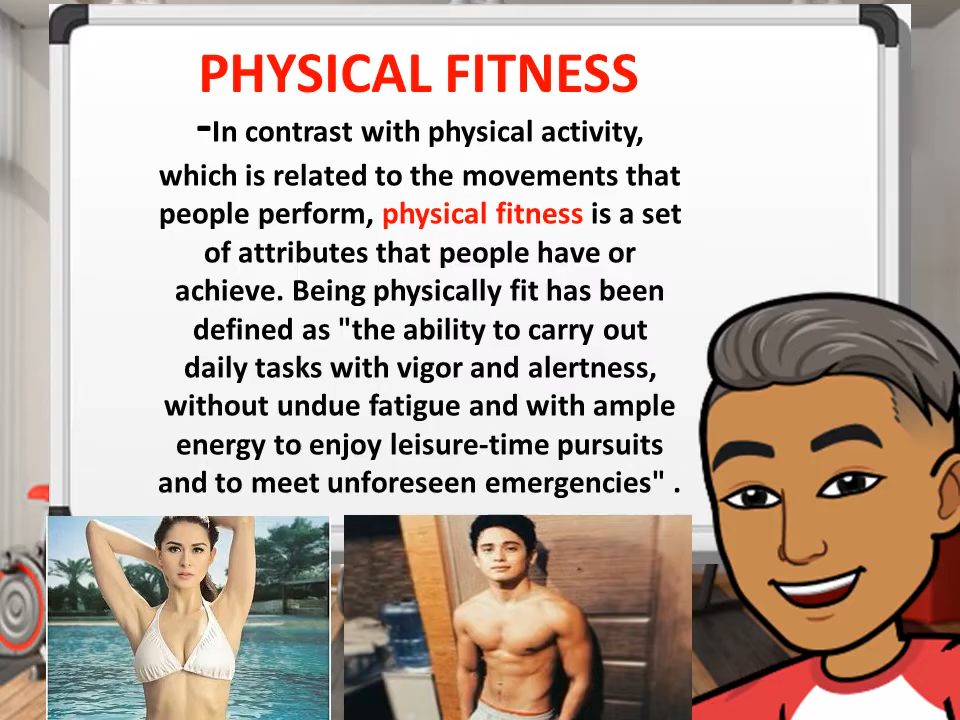 PHYSICAL FITNESS
-In contrast with physical activity,
which is related to the movements that
people perform, physical fitness is a set
of attributes that people have or
achieve. Being physically fit has been
defined as "the ability to carry out
daily tasks with vigor and alertness,
without undue fatigue and with ample
energy to enjoy leisure-time pursuits
and to meet unforeseen emergencies" .